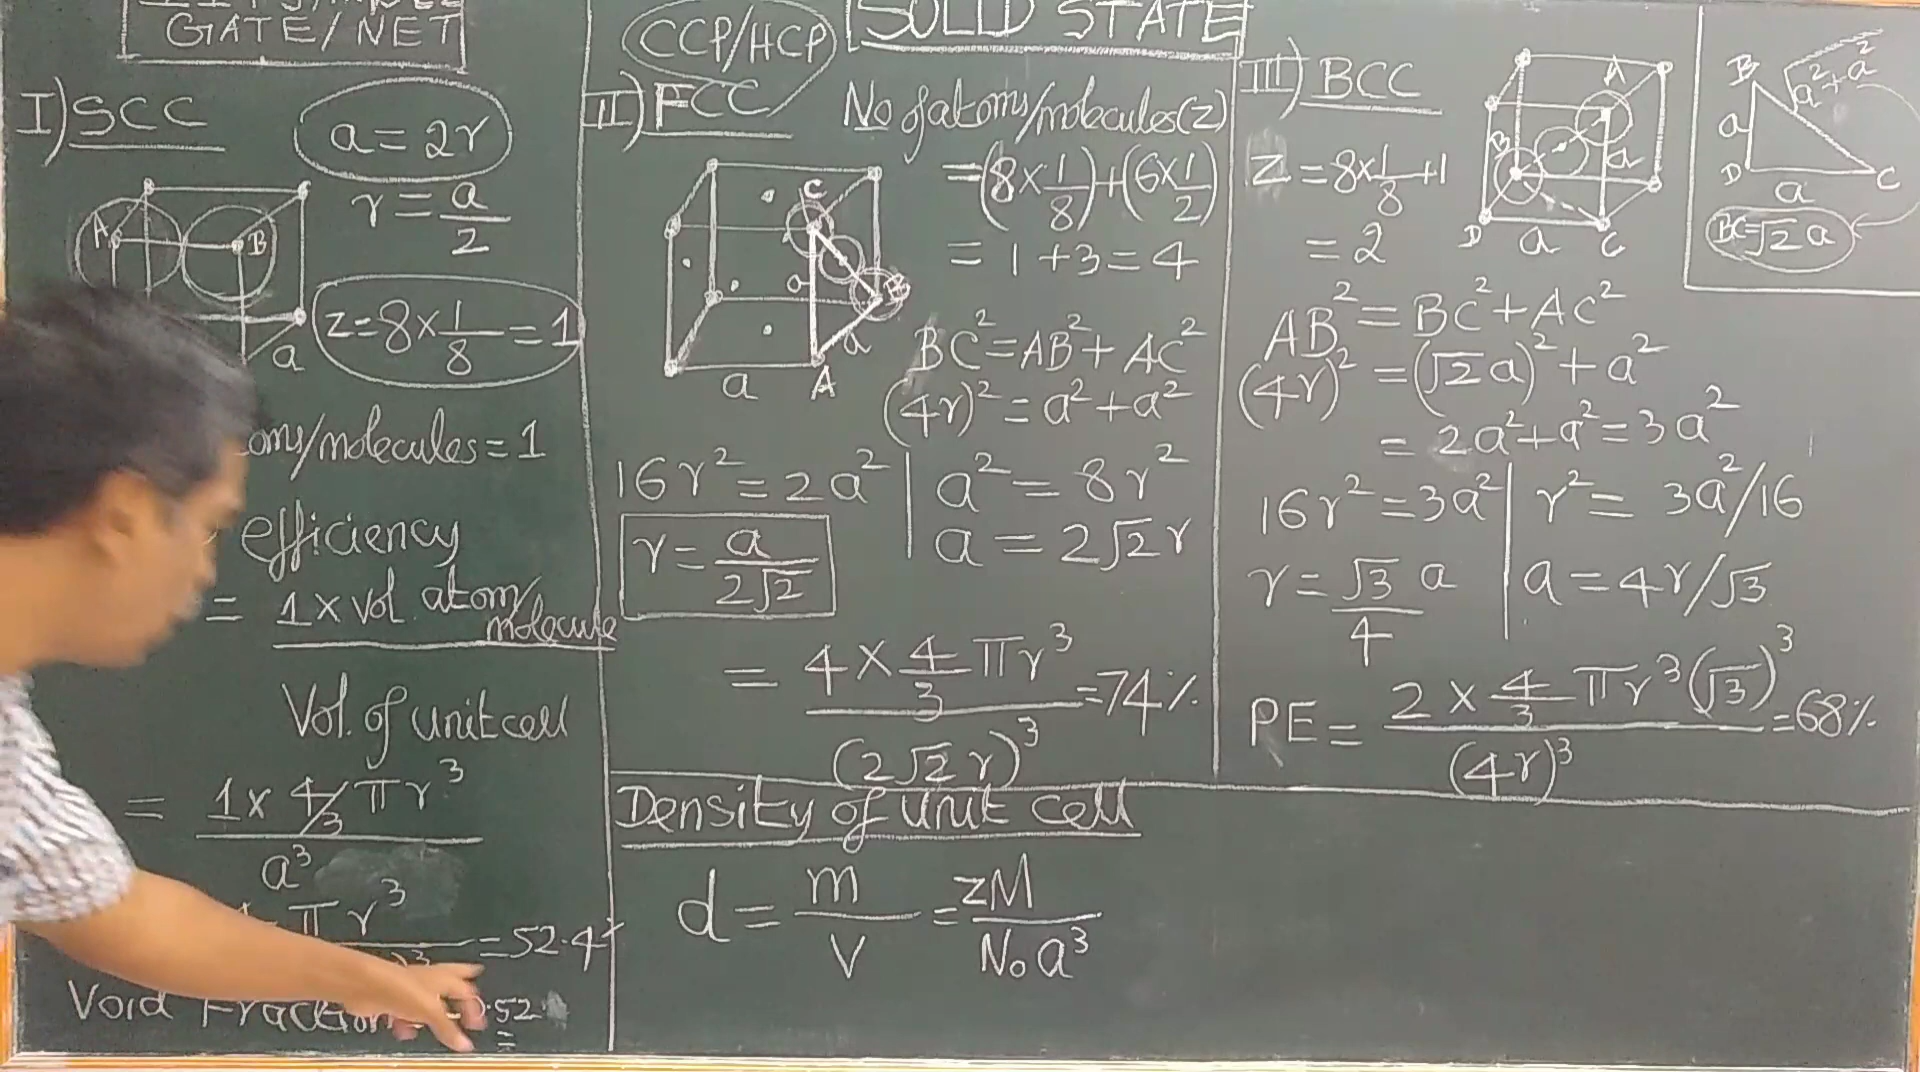 GATE/NET
I) SCC
a = 2r
r = a/2
A
B
a
z = 8 × 1/8 = 1
oms/molecules = 1
efficiency
= 1 × vol. atom/molecule
Vol. of unit cell
= 1 × 4/3 πr³
a³
πr³
= 52.4
Void Fraction
.52
CCP/HCP
SOLID STATE
II) FCC
No of atoms/molecules (z)
= (8 × 1/8) + (6 × 1/2)
= 1 + 3 = 4
C
a
B
a
a
A
BC² = AB² + AC²
(4r)² = a² + a²
16r² = 2a² | a² = 8r²
r = a/2√2 | a = 2√2 r
= 4 × 4/3 πr³ = 74%
(2√2 r)³
III) BCC
z = 8 × 1/8 + 1
= 2
A
B
a
D
a
C
B
√a² + a²
a
D
a
C
BC = √2 a
AB² = BC² + AC²
(4r)² = (√2 a)² + a²
= 2a² + a² = 3a²
16r² = 3a² | r² = 3a²/16
r = √3/4 a | a = 4r/√3
PE = 2 × 4/3 πr³ (√3)³ = 68%
(4r)³
Density of unit cell
d = m/V = zM/N₀a³